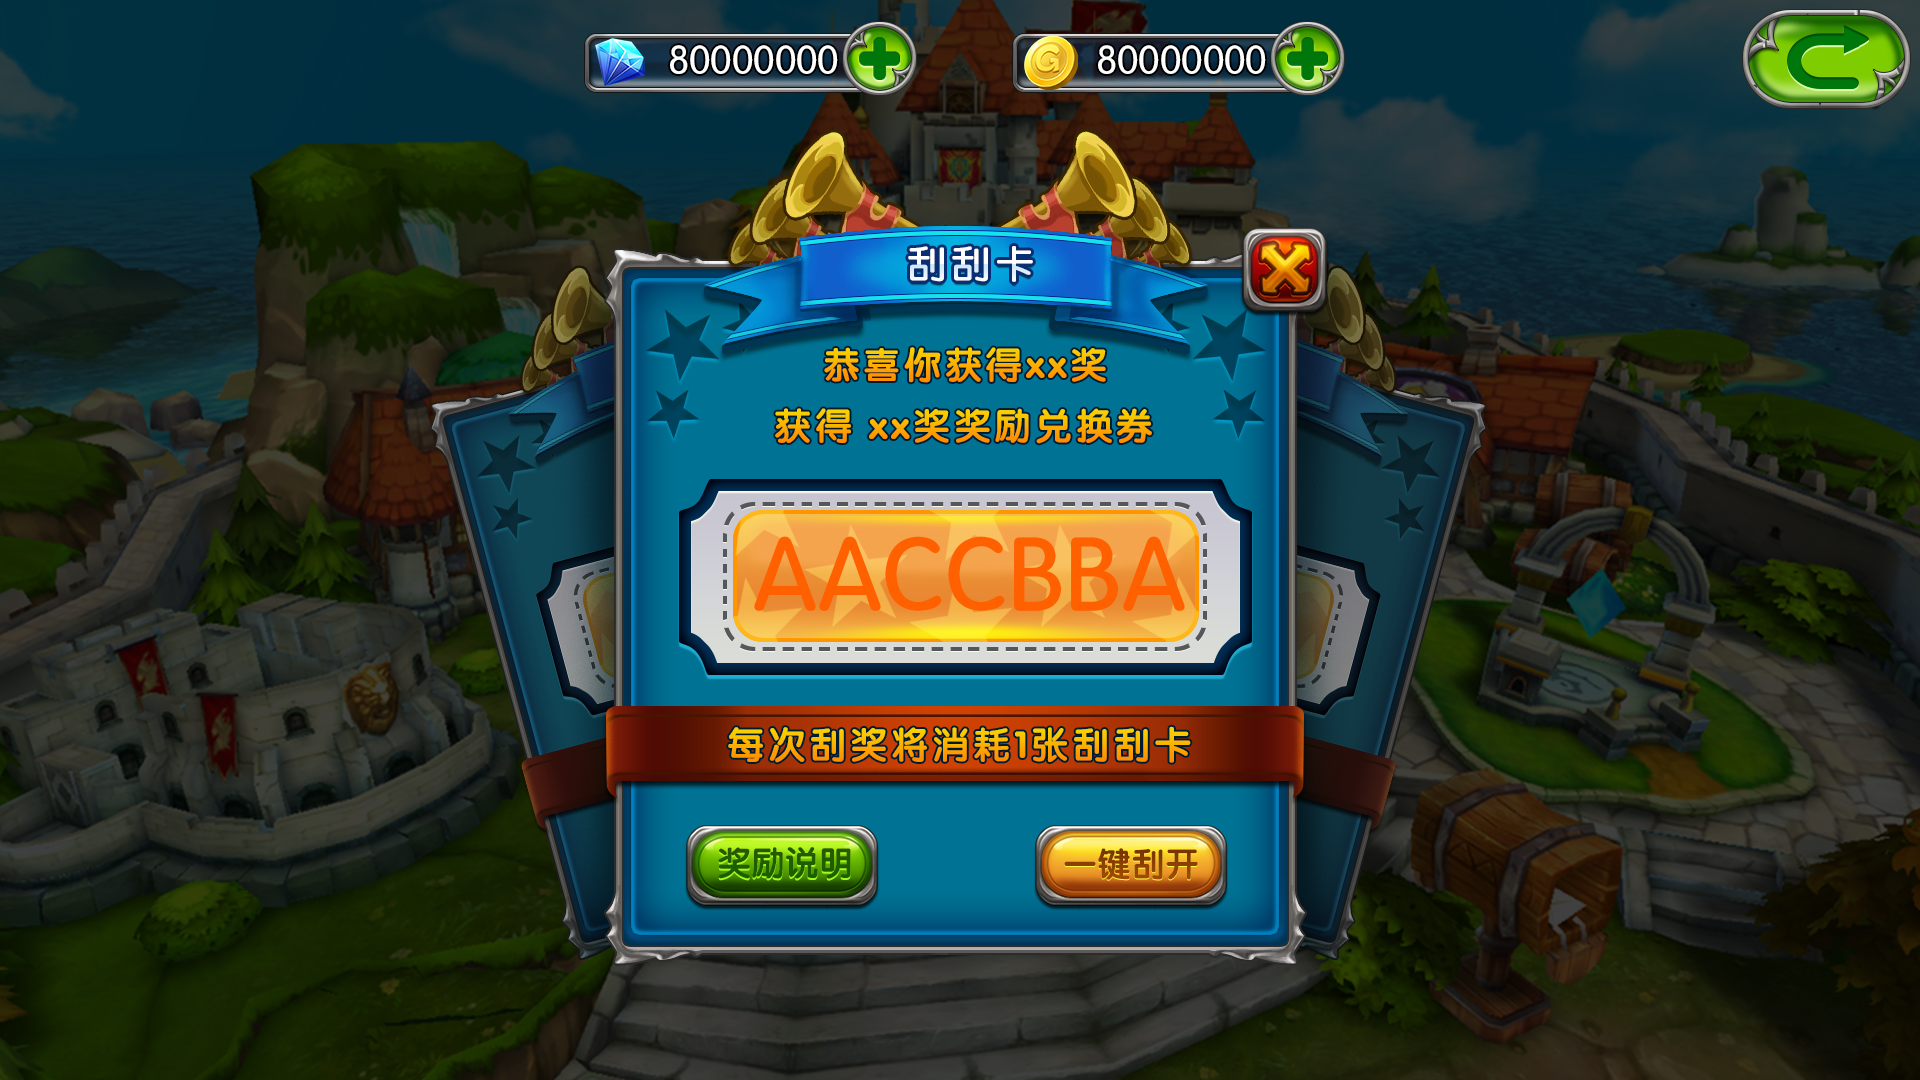 80000000
80000000
刮刮卡
恭喜你获得xx奖
获得 xx奖奖励兑换券
AACCBBA
每次刮奖将消耗1张刮刮卡
奖励说明
一键刮开